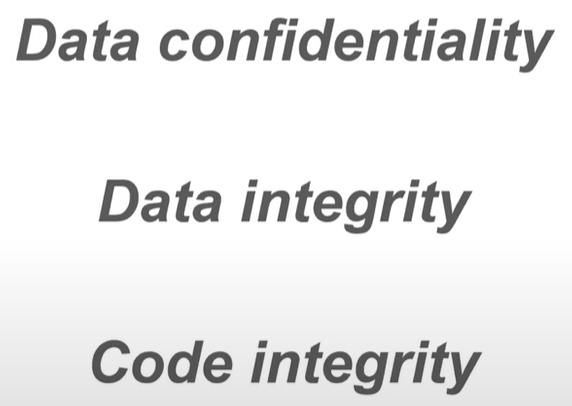 Data confidentiality
Data integrity
Code integrity